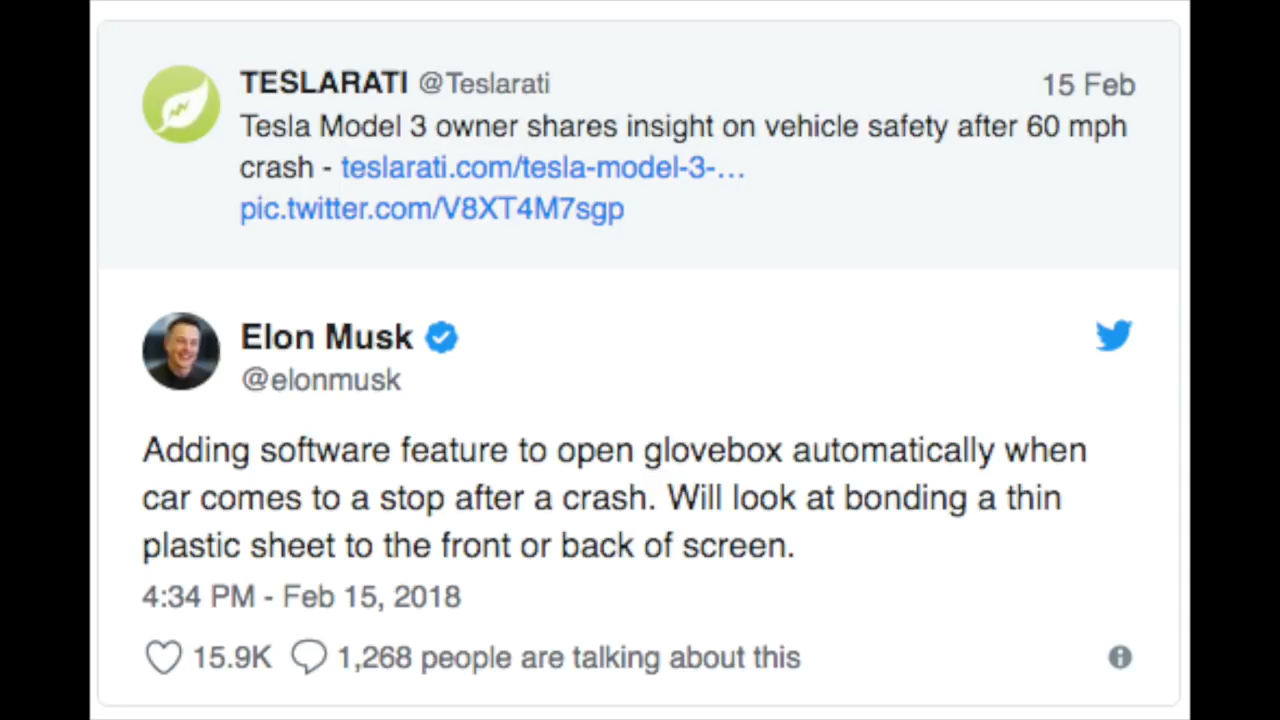 TESLARATI @Teslarati 15 Feb
Tesla Model 3 owner shares insight on vehicle safety after 60 mph
crash - teslarati.com/tesla-model-3-…
pic.twitter.com/V8XT4M7sgp
Elon Musk
@elonmusk
Adding software feature to open glovebox automatically when
car comes to a stop after a crash. Will look at bonding a thin
plastic sheet to the front or back of screen.
4:34 PM - Feb 15, 2018
15.9K 1,268 people are talking about this